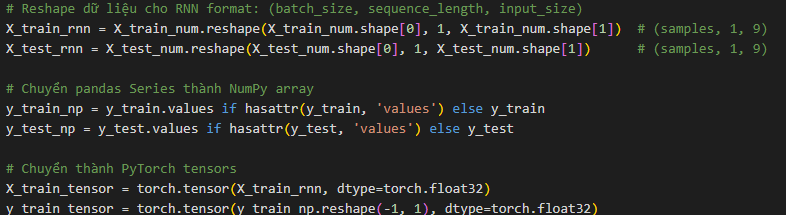 # Reshape dữ liệu cho RNN format: (batch_size, sequence_length, input_size)
X_train_rnn = X_train_num.reshape(X_train_num.shape[0], 1, X_train_num.shape[1])  # (samples, 1, 9)
X_test_rnn = X_test_num.reshape(X_test_num.shape[0], 1, X_test_num.shape[1])      # (samples, 1, 9)

# Chuyển pandas Series thành NumPy array
y_train_np = y_train.values if hasattr(y_train, 'values') else y_train
y_test_np = y_test.values if hasattr(y_test, 'values') else y_test

# Chuyển thành PyTorch tensors
X_train_tensor = torch.tensor(X_train_rnn, dtype=torch.float32)
y_train_tensor = torch.tensor(y_train_np.reshape(-1, 1), dtype=torch.float32)